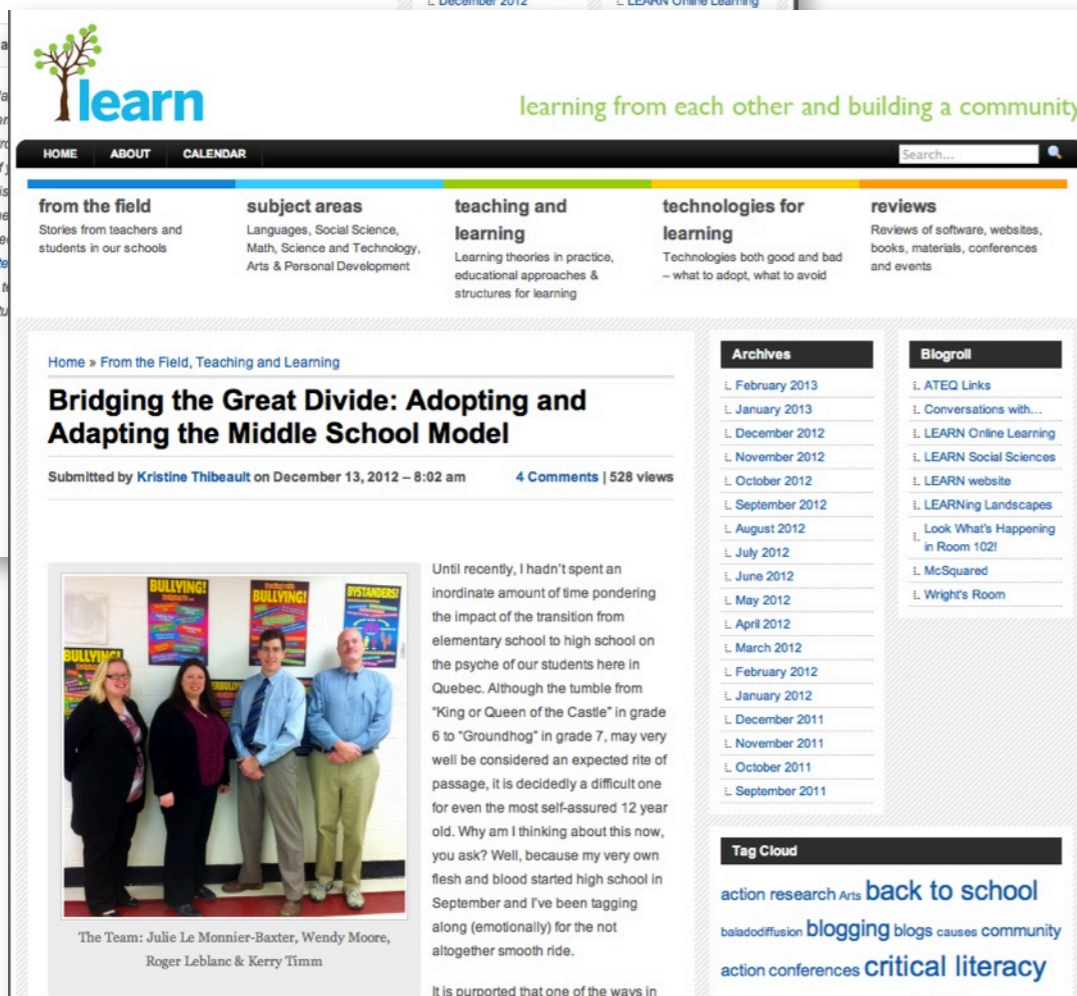 December 2012
LEARN Online Learning
learn
learning from each other and building a community
HOME ABOUT CALENDAR
Search...
from the field
Stories from teachers and
students in our schools
subject areas
Languages, Social Science,
Math, Science and Technology,
Arts & Personal Development
teaching and
learning
Learning theories in practice,
educational approaches &
structures for learning
technologies for
learning
Technologies both good and bad
– what to adopt, what to avoid
reviews
Reviews of software, websites,
books, materials, conferences
and events
Home » From the Field, Teaching and Learning
Bridging the Great Divide: Adopting and
Adapting the Middle School Model
Submitted by Kristine Thibeault on December 13, 2012 – 8:02 am
4 Comments | 528 views
BULLYING!
BULLYING!
BYSTANDERS!
BULLYING!
The Team: Julie Le Monnier-Baxter, Wendy Moore,
Roger Leblanc & Kerry Timm
Until recently, I hadn't spent an
inordinate amount of time pondering
the impact of the transition from
elementary school to high school on
the psyche of our students here in
Quebec. Although the tumble from
"King or Queen of the Castle" in grade
6 to "Groundhog" in grade 7, may very
well be considered an expected rite of
passage, it is decidedly a difficult one
for even the most self-assured 12 year
old. Why am I thinking about this now,
you ask? Well, because my very own
flesh and blood started high school in
September and I've been tagging
along (emotionally) for the not
altogether smooth ride.
It is purported that one of the ways in
Archives
February 2013
January 2013
December 2012
November 2012
October 2012
September 2012
August 2012
July 2012
June 2012
May 2012
April 2012
March 2012
February 2012
January 2012
December 2011
November 2011
October 2011
September 2011
Blogroll
ATEQ Links
Conversations with...
LEARN Online Learning
LEARN Social Sciences
LEARN website
LEARNing Landscapes
Look What's Happening
in Room 102!
McSquared
Wright's Room
Tag Cloud
action research Arts back to school
baladodiffusion blogging blogs causes community
action conferences critical literacy